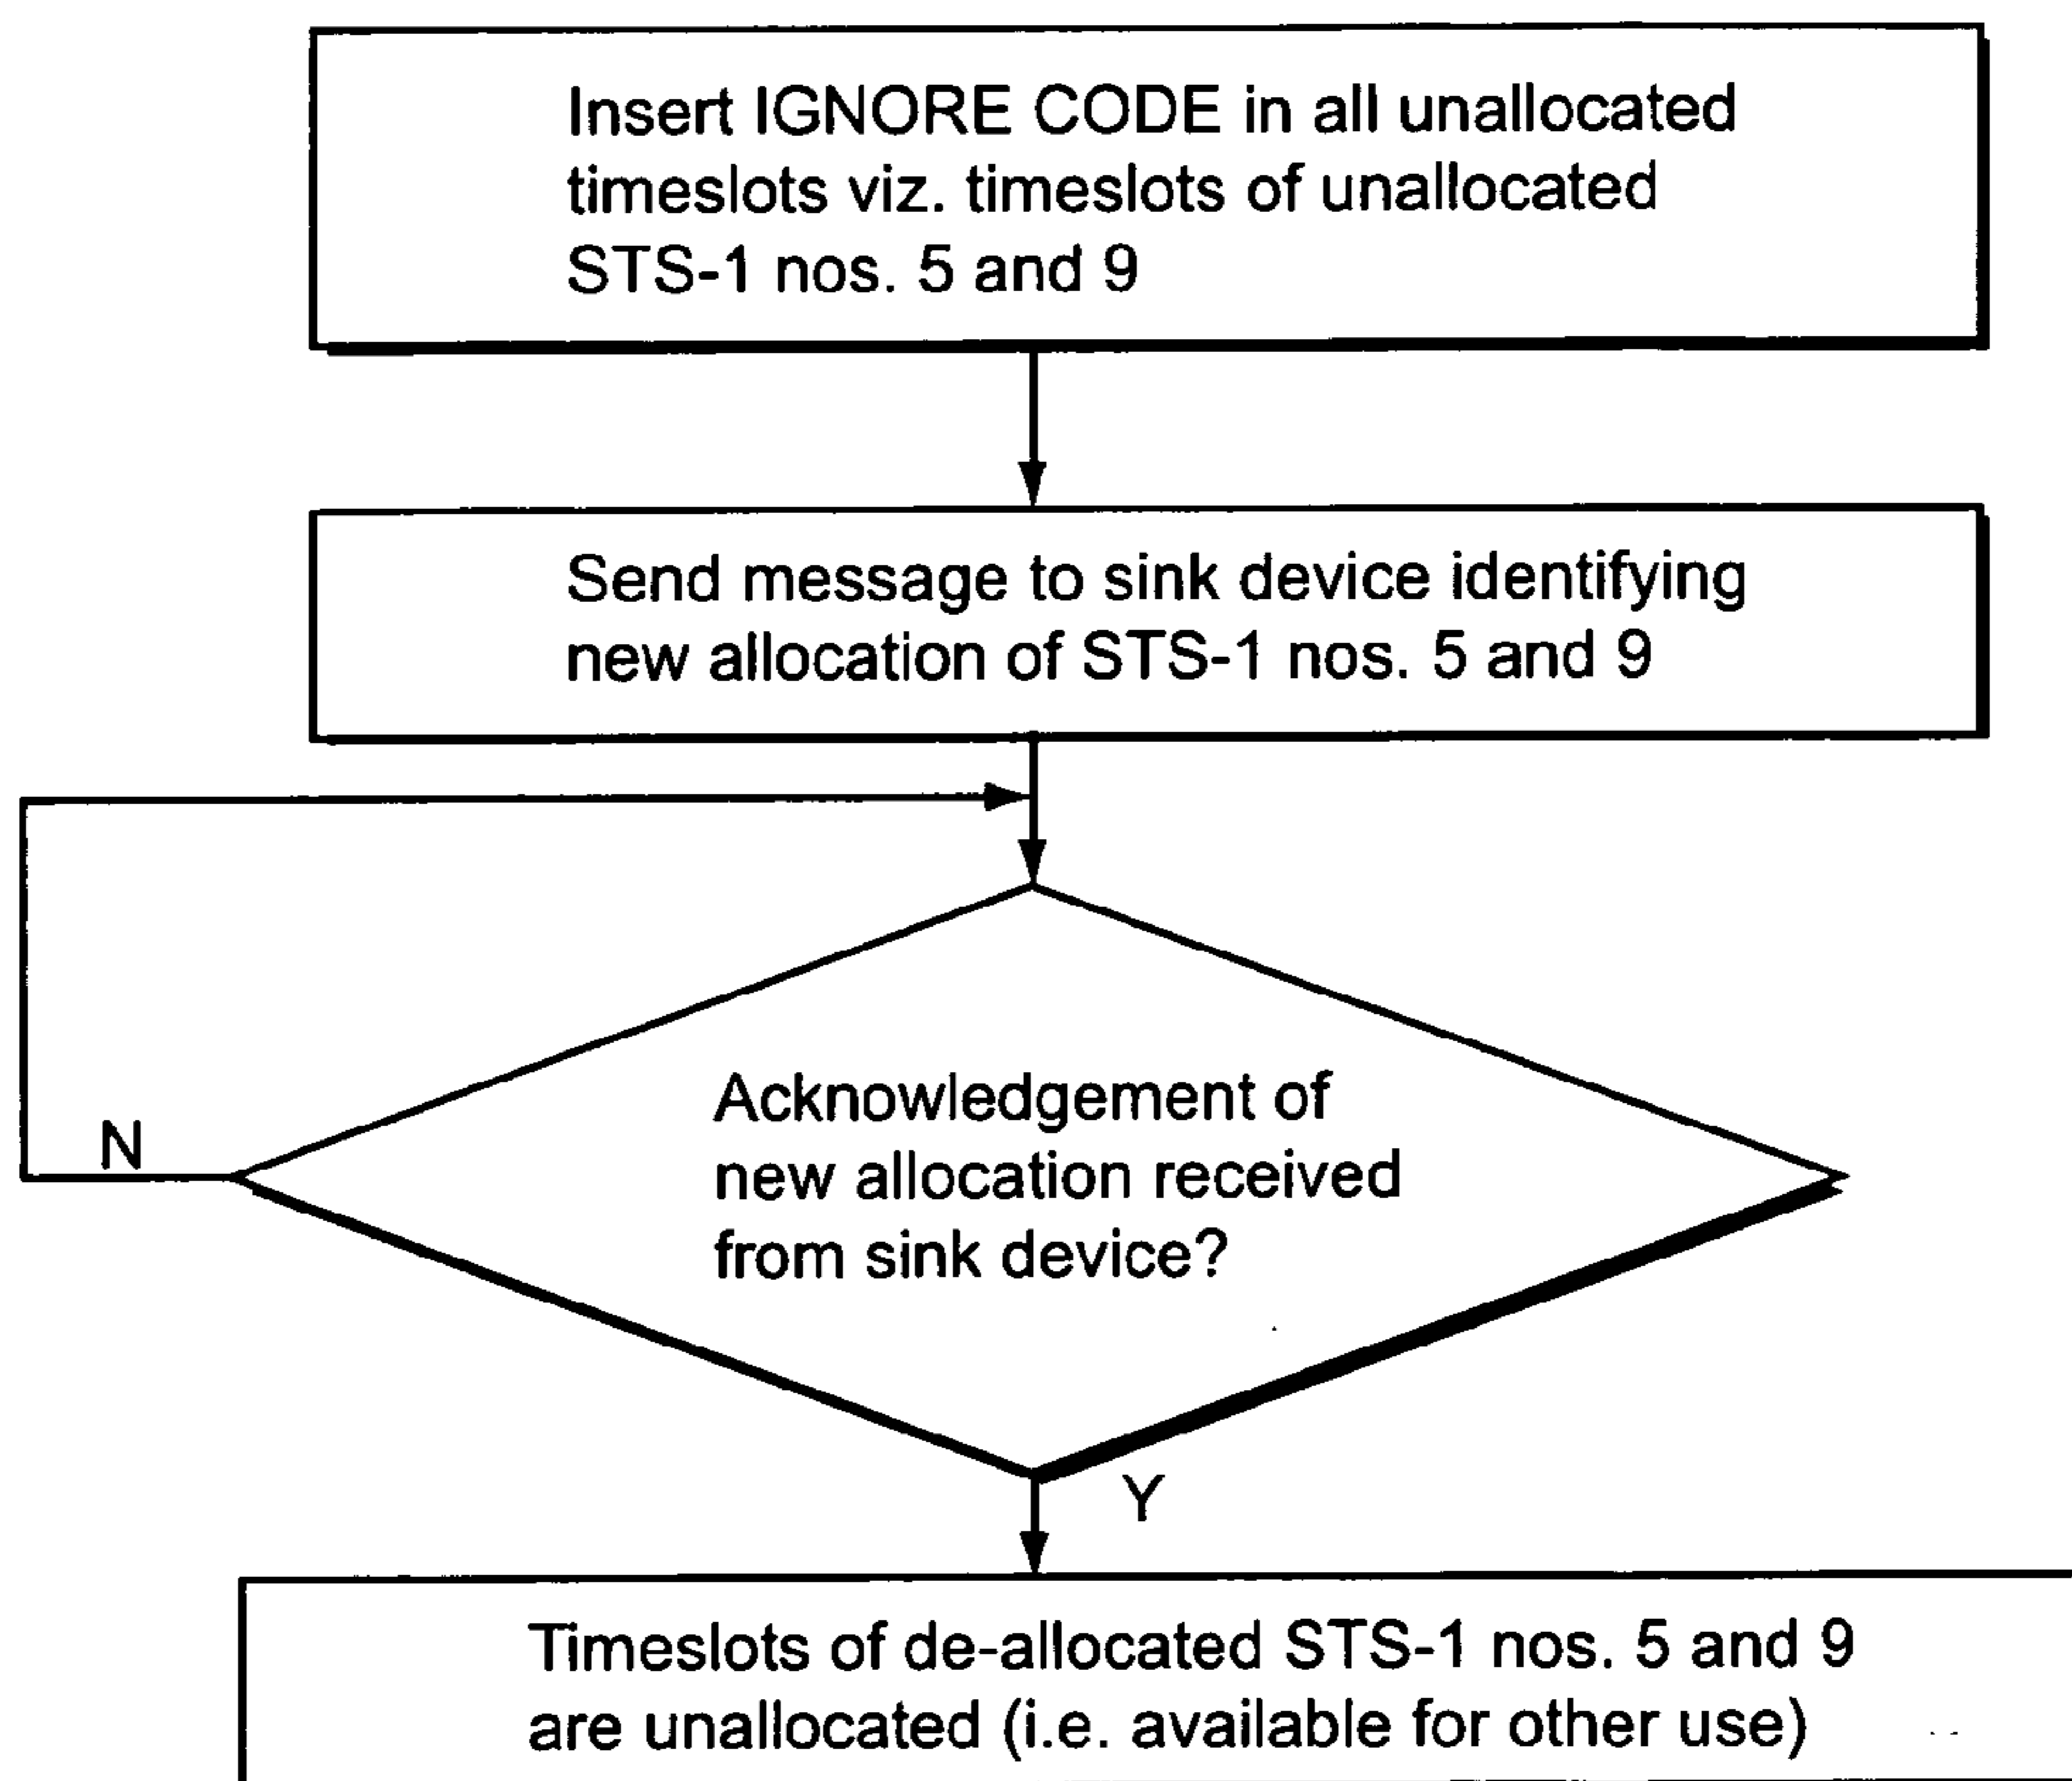 Insert IGNORE CODE in all unallocated
timeslots viz. timeslots of unallocated
STS-1 nos. 5 and 9
Send message to sink device identifying
new allocation of STS-1 nos. 5 and 9
Acknowledgement of
new allocation received
from sink device?
N
Y
Timeslots of de-allocated STS-1 nos. 5 and 9
are unallocated (i.e. available for other use)